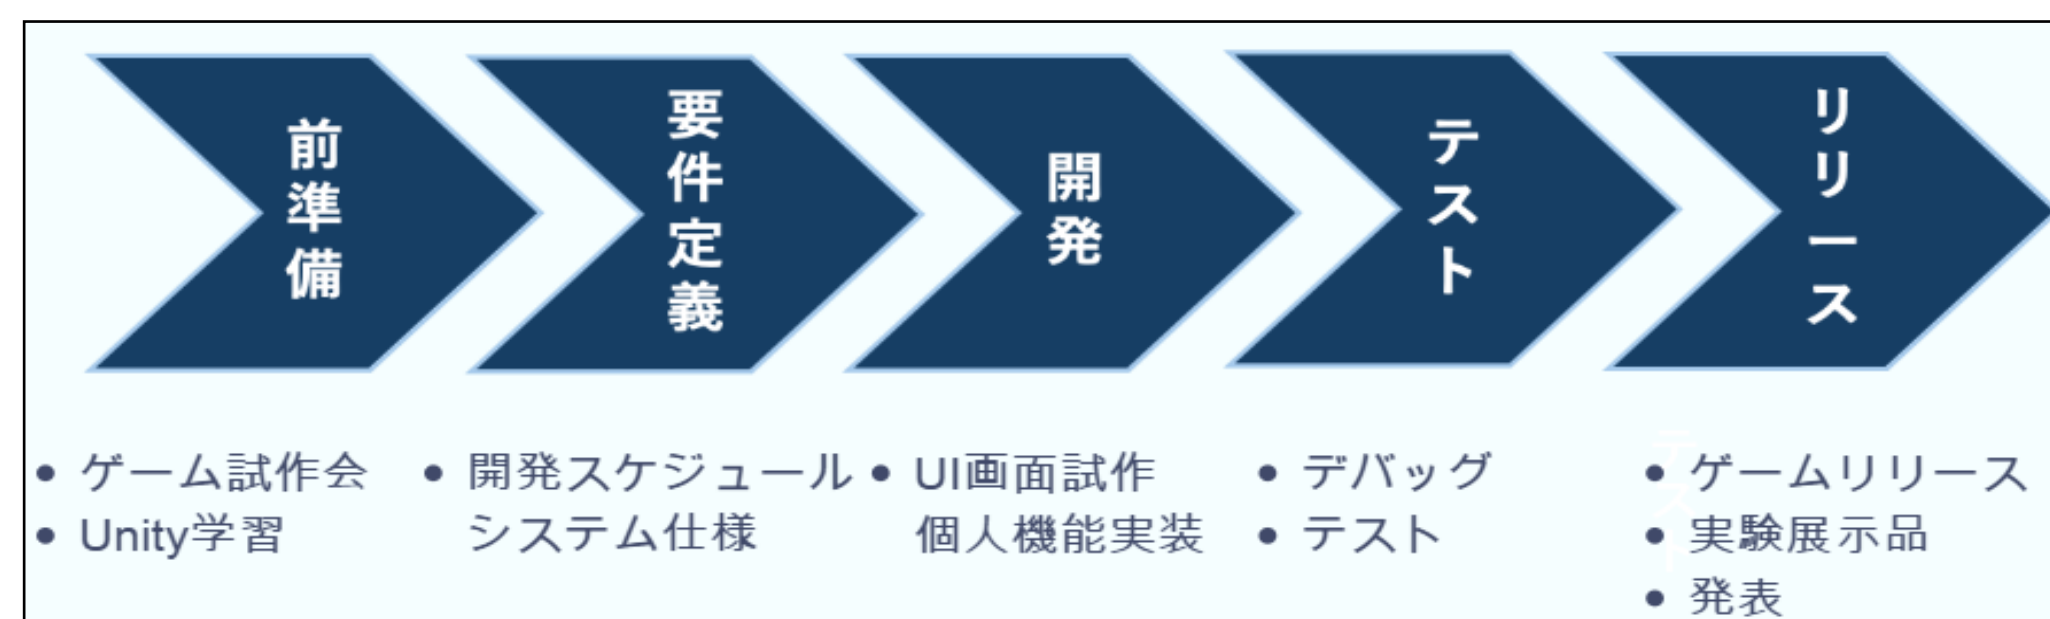 前準備
要件定義
開発
テスト
リリース
• ゲーム試作会
• Unity学習
• 開発スケジュール
システム仕様
• UI画面試作
個人機能実装
• デバッグ
• テスト
• ゲームリリース
• 実験展示品
• 発表
テスト